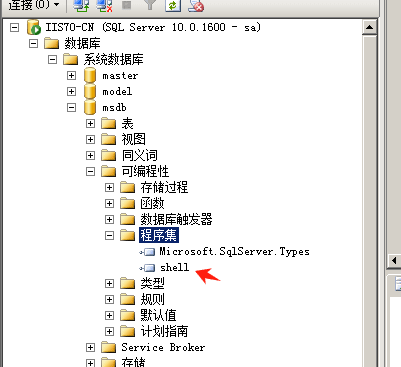 连接(O)
IIS70-CN (SQL Server 10.0.1600 - sa)
数据库
系统数据库
master
model
msdb
表
视图
同义词
可编程性
存储过程
函数
数据库触发器
程序集
Microsoft.SqlServer.Types
shell
类型
规则
默认值
计划指南
Service Broker
存储